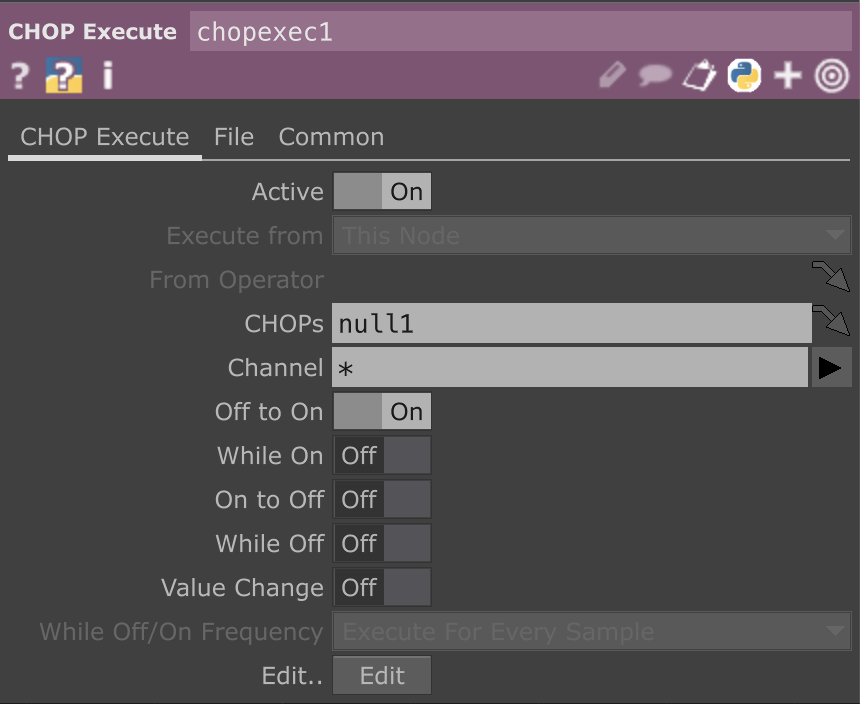 CHOP Execute chopexec1
? ? i
CHOP Execute File Common
Active On
Execute from This Node
From Operator
CHOPs null1
Channel *
Off to On On
While On Off
On to Off Off
While Off Off
Value Change Off
While Off/On Frequency Execute For Every Sample
Edit.. Edit